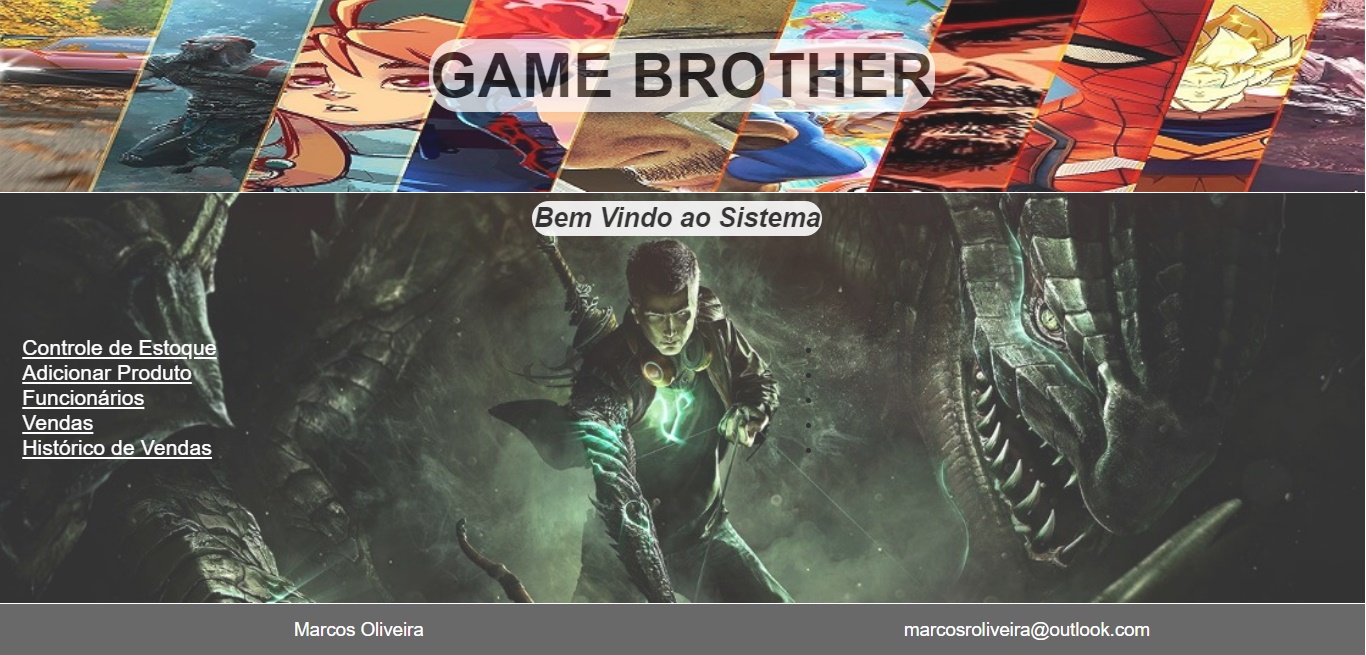 GAME BROTHER
Bem Vindo ao Sistema
Controle de Estoque
Adicionar Produto
Funcionários
Vendas
Histórico de Vendas
Marcos Oliveira
marcosroliveira@outlook.com